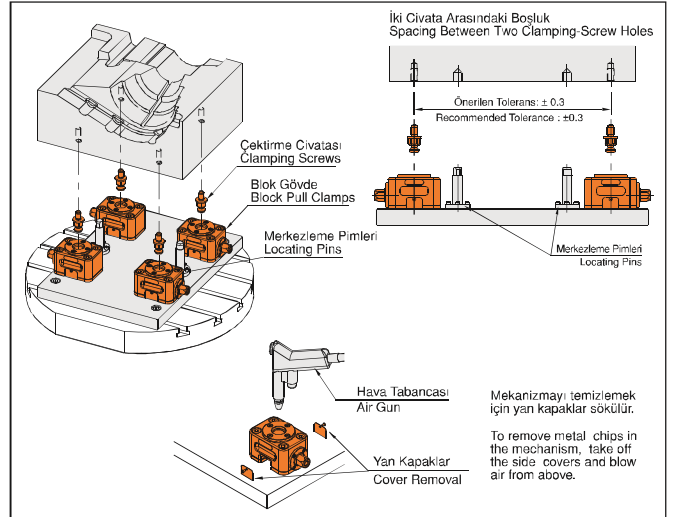 İki Civata Arasındaki Boşluk
Spacing Between Two Clamping-Screw Holes
Önerilen Tolerans: ± 0.3
Recommended Tolerance : ±0.3
Çektirme Civatası
Clamping Screws
Blok Gövde
Block Pull Clamps
Merkezleme Pimleri
Locating Pins
Merkezleme Pimleri
Locating Pins
Hava Tabancası
Air Gun
Yan Kapaklar
Cover Removal
Mekanizmayı temizlemek
için yan kapaklar sökülür.
To remove metal chips in
the mechanism, take off
the side covers and blow
air from above.